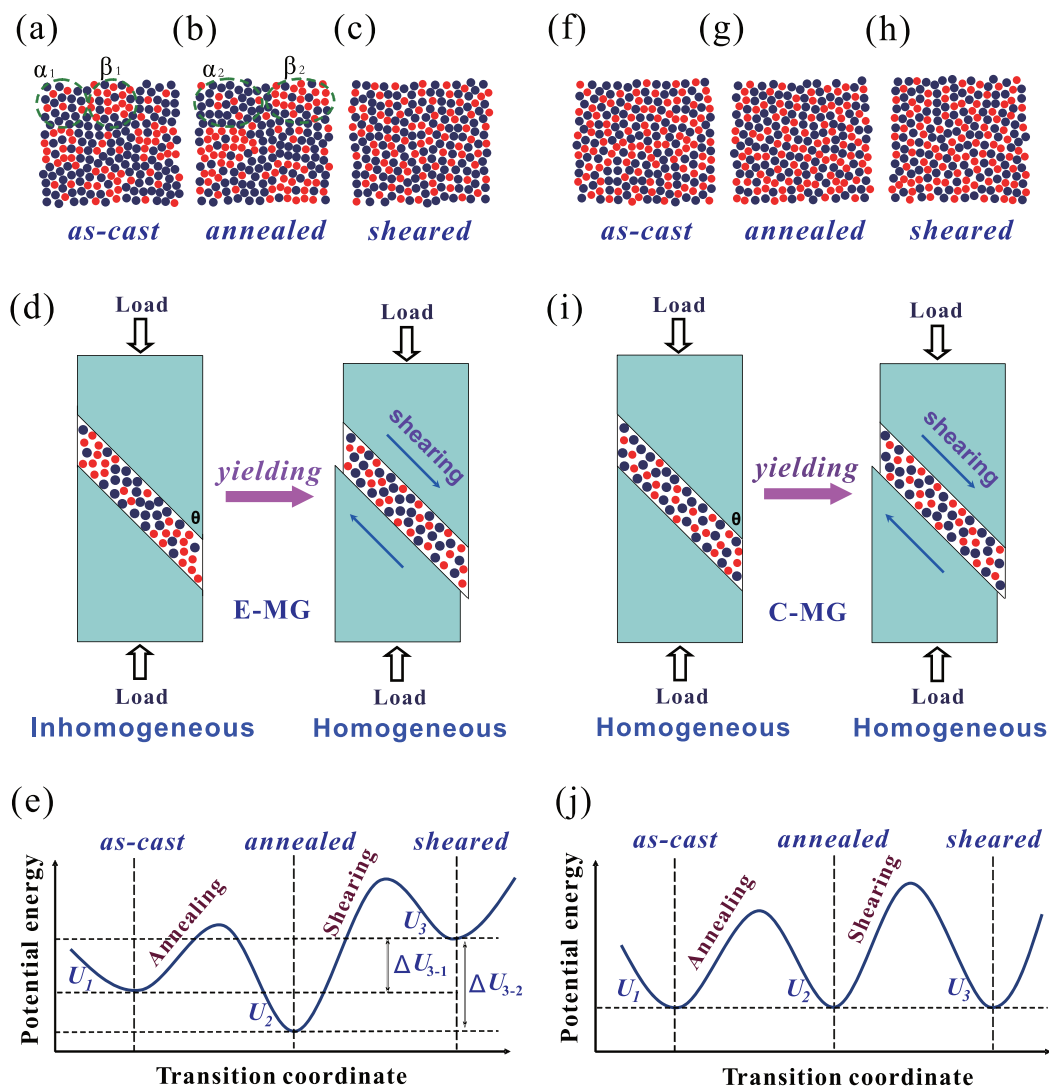 (a)
(b)
(c)
(f)
(g)
(h)
α1
β1
α2
β2
as-cast
annealed
sheared
as-cast
annealed
sheared
(d)
Load
Load
shearing
yielding
θ
E-MG
Load
Load
Inhomogeneous
Homogeneous
(i)
Load
Load
shearing
yielding
θ
C-MG
Load
Load
Homogeneous
Homogeneous
(e)
as-cast
annealed
sheared
Potential energy
Annealing
Shearing
U1
U2
U3
ΔU3-1
ΔU3-2
Transition coordinate
(j)
as-cast
annealed
sheared
Potential energy
Annealing
Shearing
U1
U2
U3
Transition coordinate